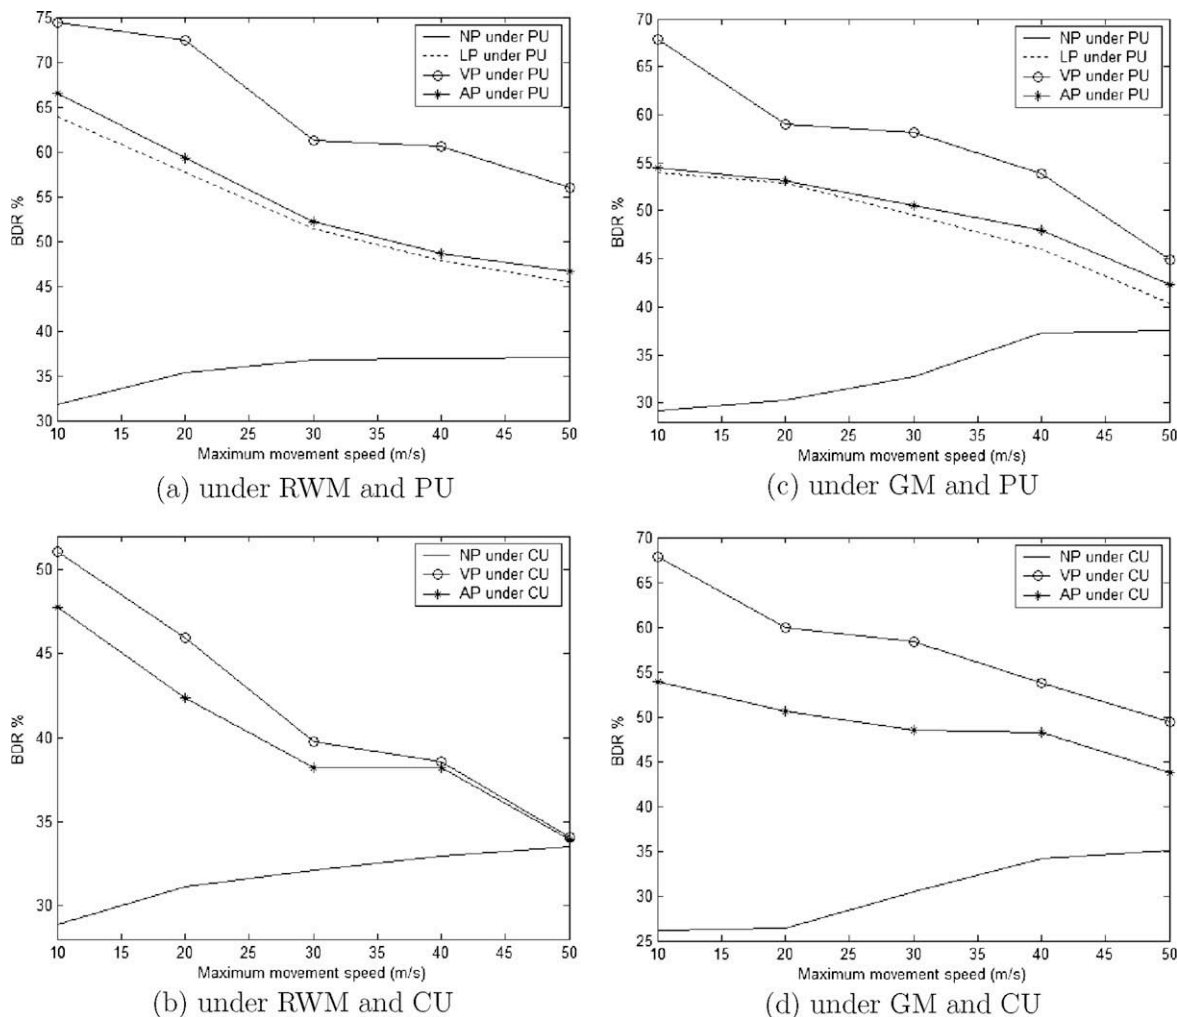 75
70
65
60
55
50
45
40
35
30
BDR %
NP under PU
LP under PU
VP under PU
AP under PU
10 15 20 25 30 35 40 45 50
Maximum movement speed (m/s)
(a) under RWM and PU
70
65
60
55
50
45
40
35
30
BDR %
NP under PU
LP under PU
VP under PU
AP under PU
10 15 20 25 30 35 40 45 50
Maximum movement speed (m/s)
(c) under GM and PU
50
45
40
35
30
BDR %
NP under CU
VP under CU
AP under CU
10 15 20 25 30 35 40 45 50
Maximum movement speed (m/s)
(b) under RWM and CU
70
65
60
55
50
45
40
35
30
25
BDR %
NP under CU
VP under CU
AP under CU
10 15 20 25 30 35 40 45 50
Maximum movement speed (m/s)
(d) under GM and CU